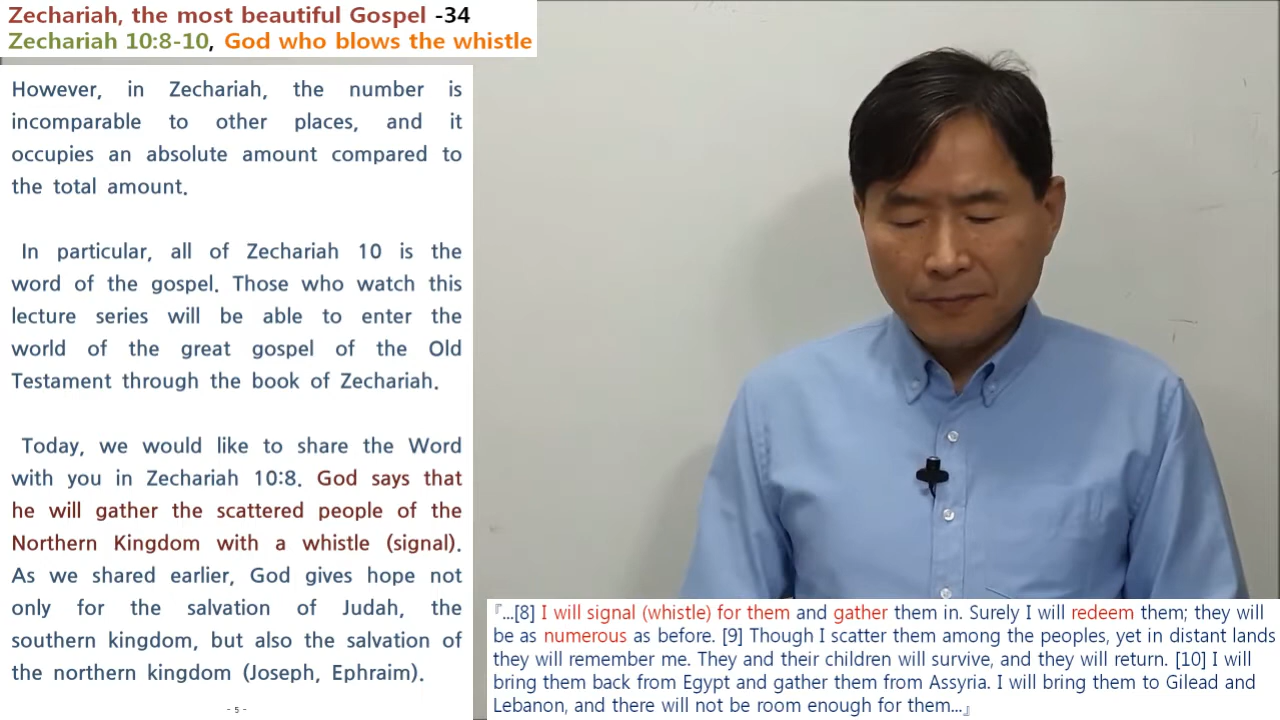 Zechariah, the most beautiful Gospel -34
Zechariah 10:8-10, God who blows the whistle
However, in Zechariah, the number is
incomparable to other places, and it
occupies an absolute amount compared to
the total amount.
In particular, all of Zechariah 10 is the
word of the gospel. Those who watch this
lecture series will be able to enter the
world of the great gospel of the Old
Testament through the book of Zechariah.
Today, we would like to share the Word
with you in Zechariah 10:8. God says that
he will gather the scattered people of the
Northern Kingdom with a whistle (signal).
As we shared earlier, God gives hope not
only for the salvation of Judah, the
southern kingdom, but also the salvation of
the northern kingdom (Joseph, Ephraim).
- 5 -
『...[8] I will signal (whistle) for them and gather them in. Surely I will redeem them; they will
be as numerous as before. [9] Though I scatter them among the peoples, yet in distant lands
they will remember me. They and their children will survive, and they will return. [10] I will
bring them back from Egypt and gather them from Assyria. I will bring them to Gilead and
Lebanon, and there will not be room enough for them...』